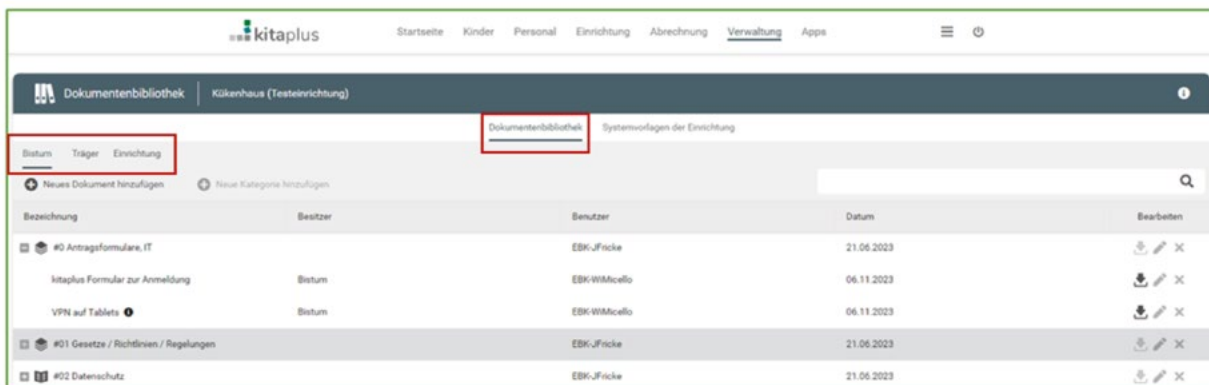 kitaplus Startseite Kinder Personal Einrichtung Abrechnung Verwaltung Apps
Dokumentenbibliothek Kükenhaus (Testeinrichtung)
Dokumentenbibliothek Systemvorlagen der Einrichtung
Bistum Träger Einrichtung
Neues Dokument hinzufügen Neue Kategorie hinzufügen
Bezeichnung Besitzer Benutzer Datum Bearbeiten
#0 Antragsformulare, IT EBK-JFricke 21.06.2023
kitaplus Formular zur Anmeldung Bistum EBK-WiMicello 06.11.2023
VPN auf Tablets Bistum EBK-WiMicello 06.11.2023
#01 Gesetze / Richtlinien / Regelungen EBK-JFricke 21.06.2023
#02 Datenschutz EBK-JFricke 21.06.2023